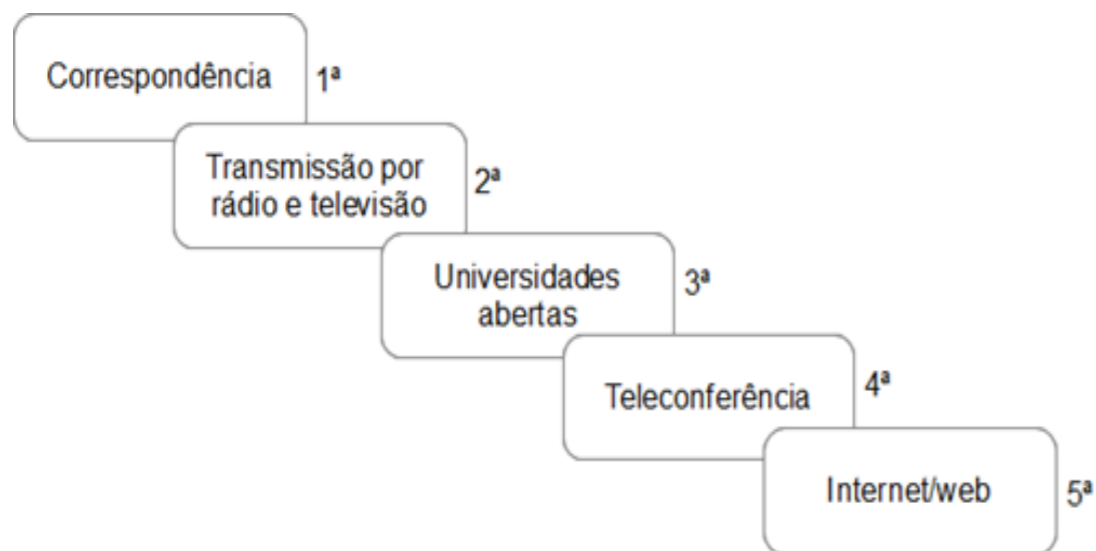 Correspondência
1ª
Transmissão por
rádio e televisão
2ª
Universidades
abertas
3ª
Teleconferência
4ª
Internet/web
5ª